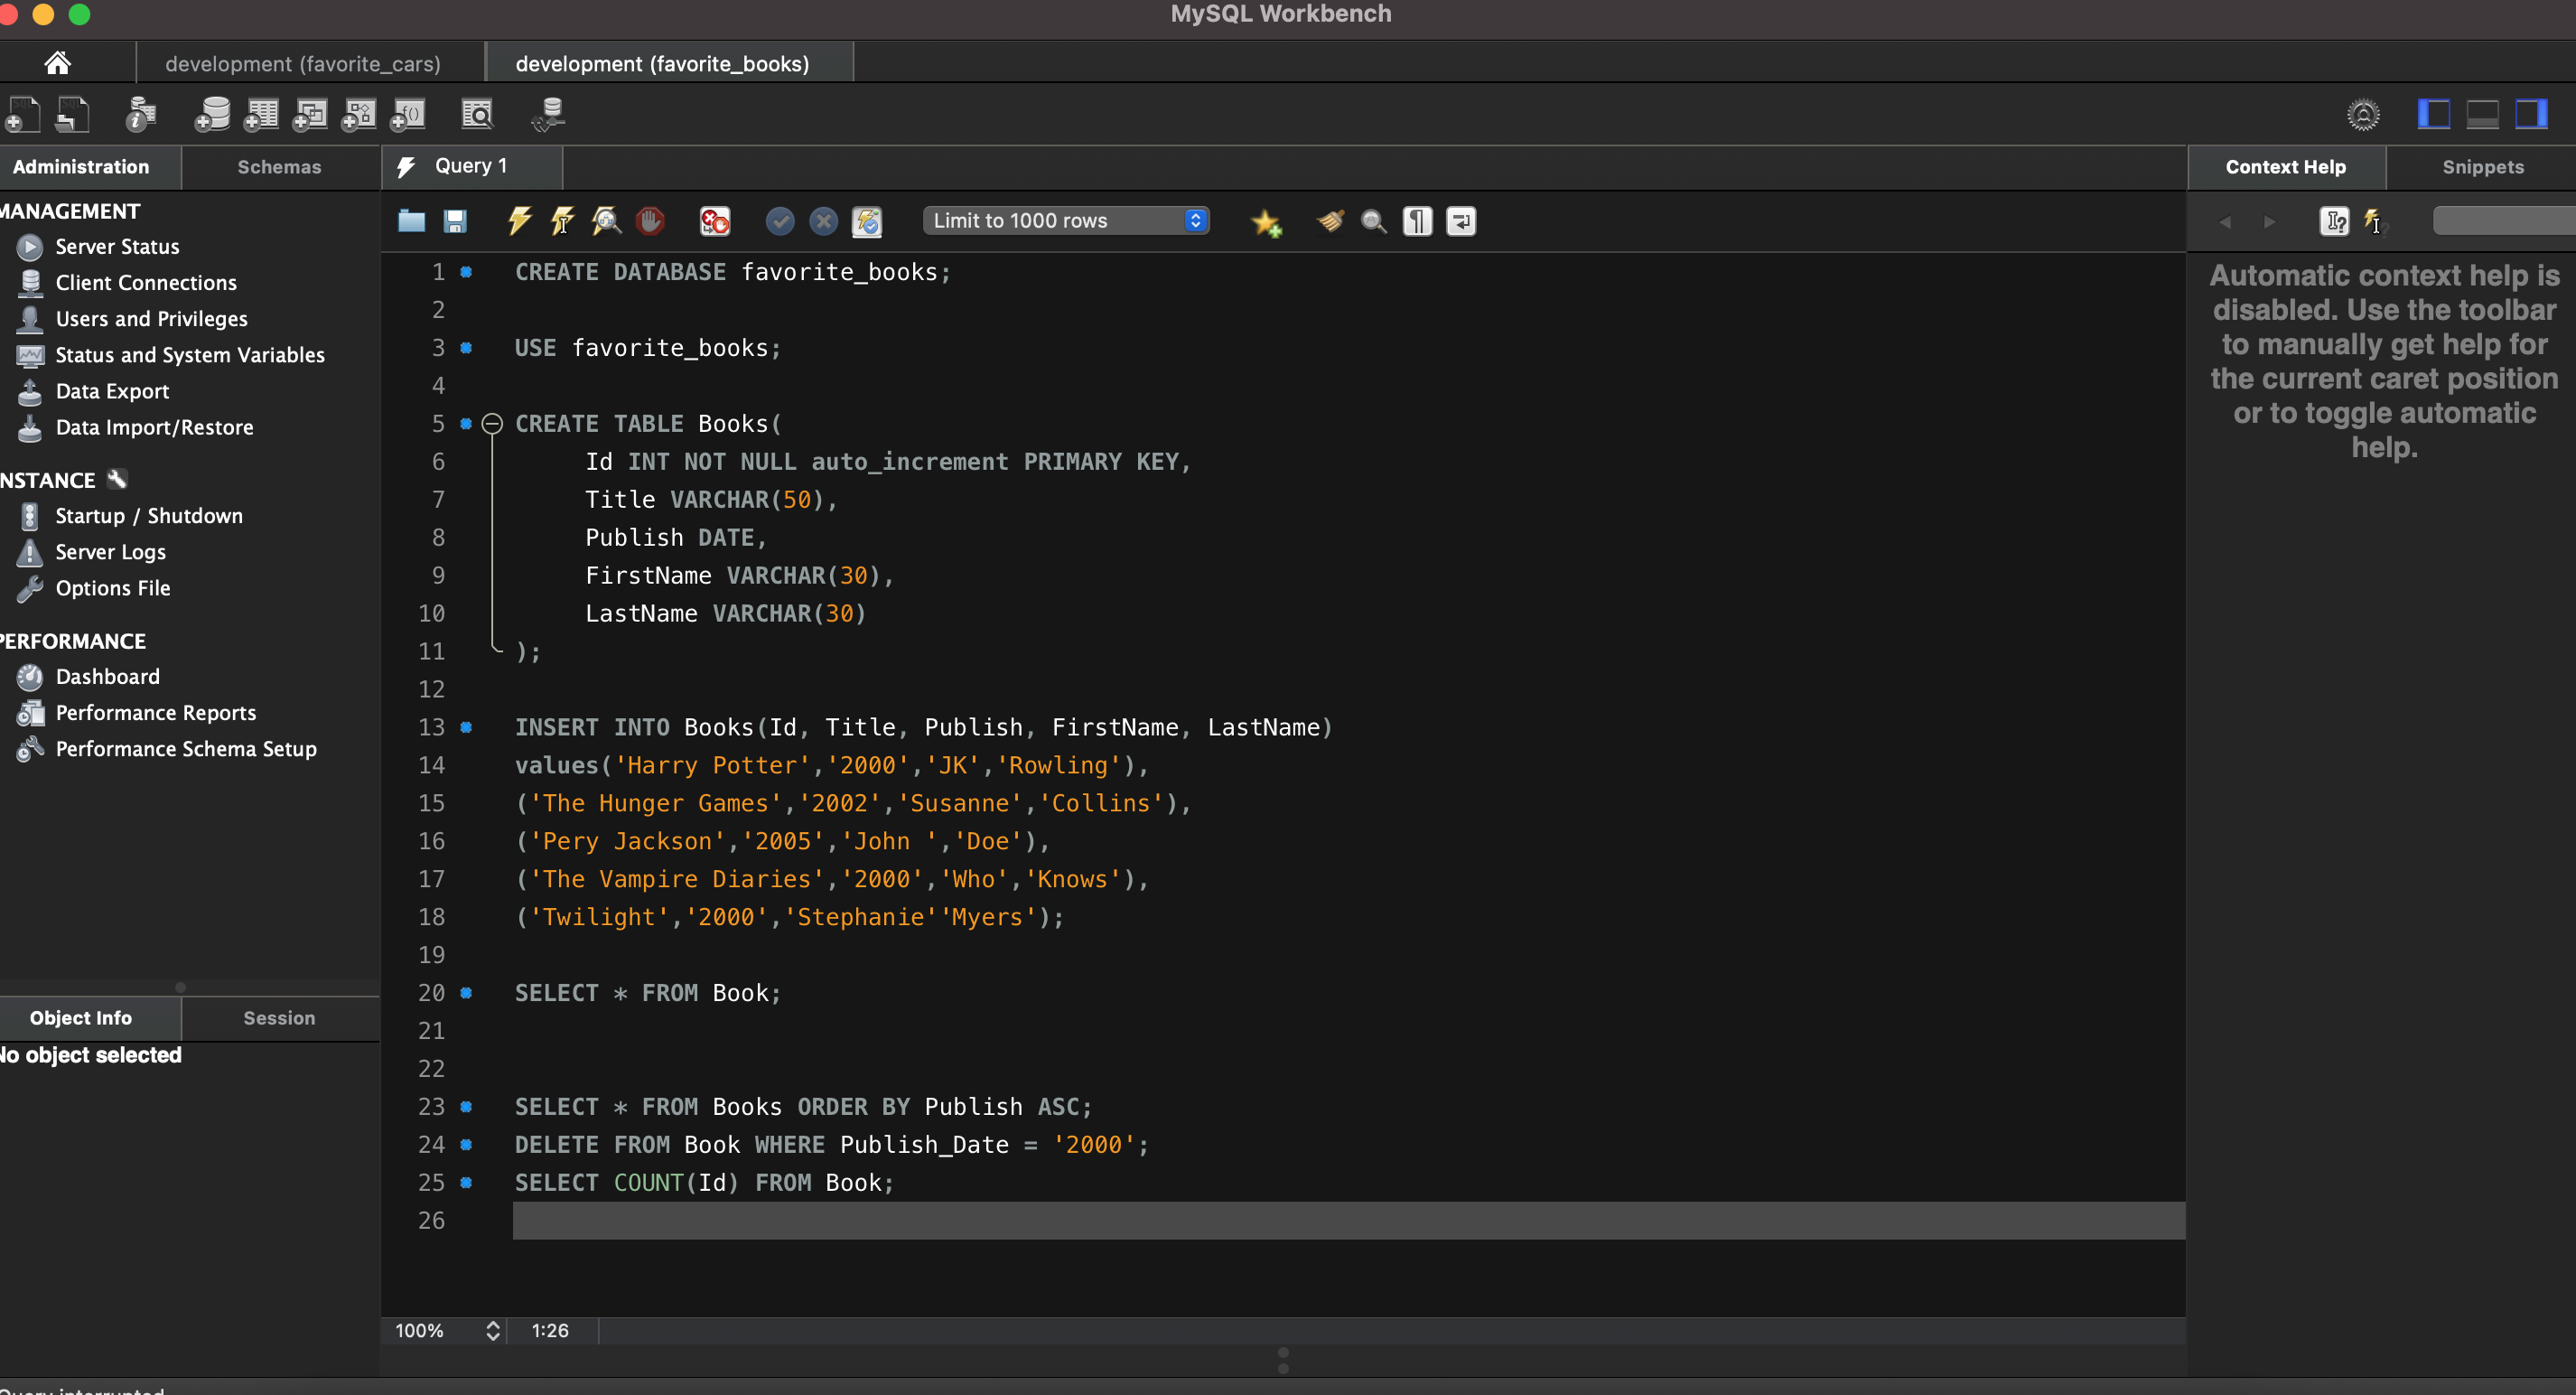 MySQL Workbench
development (favorite_cars)
development (favorite_books)
Administration
Schemas
Query 1
Context Help
Snippets
MANAGEMENT
Server Status
Client Connections
Users and Privileges
Status and System Variables
Data Export
Data Import/Restore
NSTANCE
Startup / Shutdown
Server Logs
Options File
PERFORMANCE
Dashboard
Performance Reports
Performance Schema Setup
Object Info
Session
No object selected
Limit to 1000 rows
1 CREATE DATABASE favorite_books;
2
3 USE favorite_books;
4
5 CREATE TABLE Books(
6 Id INT NOT NULL auto_increment PRIMARY KEY,
7 Title VARCHAR(50),
8 Publish DATE,
9 FirstName VARCHAR(30),
10 LastName VARCHAR(30)
11 );
12
13 INSERT INTO Books(Id, Title, Publish, FirstName, LastName)
14 values('Harry Potter','2000','JK','Rowling'),
15 ('The Hunger Games','2002','Susanne','Collins'),
16 ('Pery Jackson','2005','John ','Doe'),
17 ('The Vampire Diaries','2000','Who','Knows'),
18 ('Twilight','2000','Stephanie''Myers');
19
20 SELECT * FROM Book;
21
22
23 SELECT * FROM Books ORDER BY Publish ASC;
24 DELETE FROM Book WHERE Publish_Date = '2000';
25 SELECT COUNT(Id) FROM Book;
26
100%
1:26
Automatic context help is
disabled. Use the toolbar
to manually get help for
the current caret position
or to toggle automatic
help.
Query interrupted